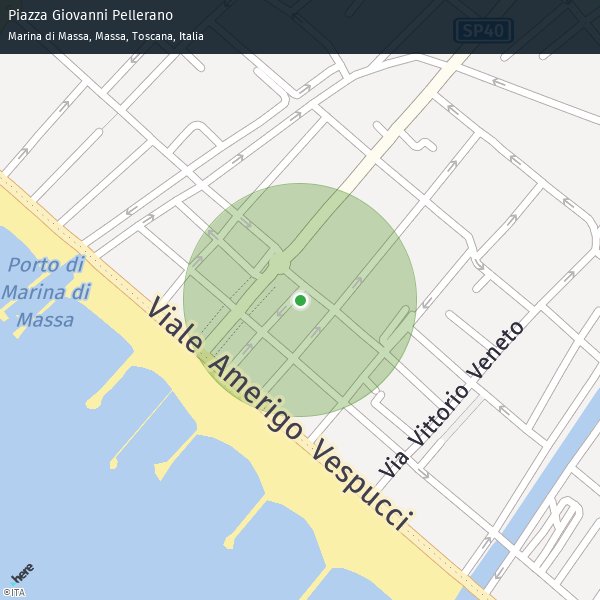 Piazza Giovanni Pellerano
Marina di Massa, Massa, Toscana, Italia
SP40
Porto di
Marina di
Massa
Viale Amerigo Vespucci
Via Vittorio Veneto
here
©ITA